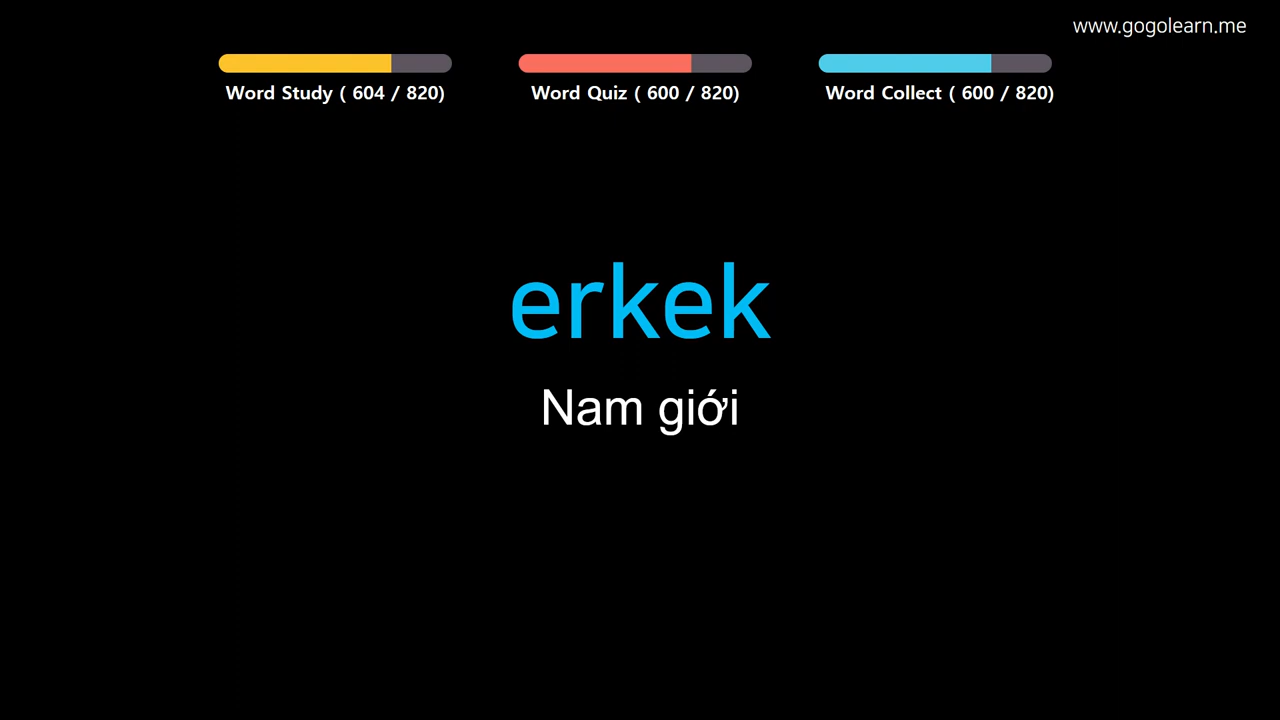 www.gogolearn.me
Word Study ( 604 / 820)
Word Quiz ( 600 / 820)
Word Collect ( 600 / 820)
erkek
Nam giới